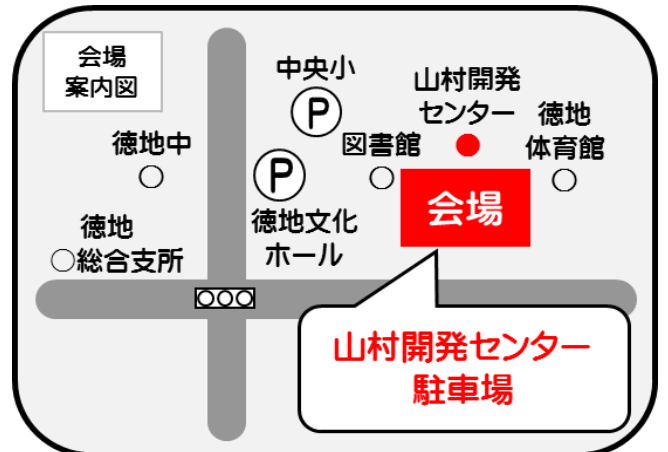 会場
案内図
中央小
P
山村開発
センター
徳地
体育館
図書館
徳地中
P
徳地文化
ホール
会場
徳地
総合支所
山村開発センター
駐車場